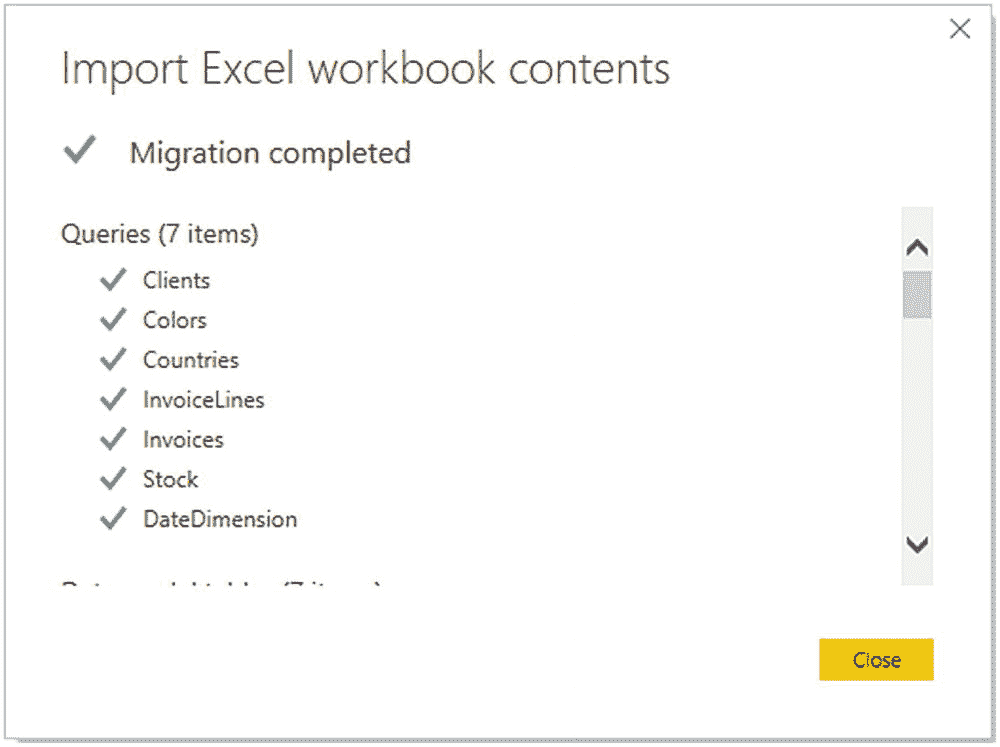 Import Excel workbook contents
Migration completed
Queries (7 items)
Clients
Colors
Countries
InvoiceLines
Invoices
Stock
DateDimension
Close